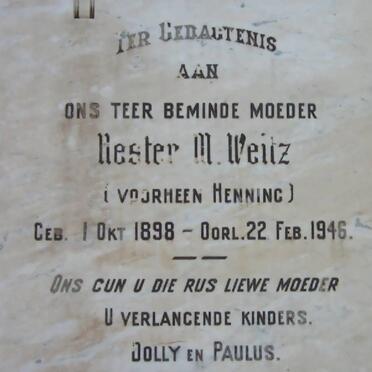 TER GEDAGTENIS
AAN
ONS TEER BEMINDE MOEDER
Hester M. Weitz
(VOORHEEN HENNING)
GEB. 1 OKT 1898 – OORL. 22 FEB. 1946.
ONS GUN U DIE RUS LIEWE MOEDER
U VERLANGENDE KINDERS.
DOLLY EN PAULUS.